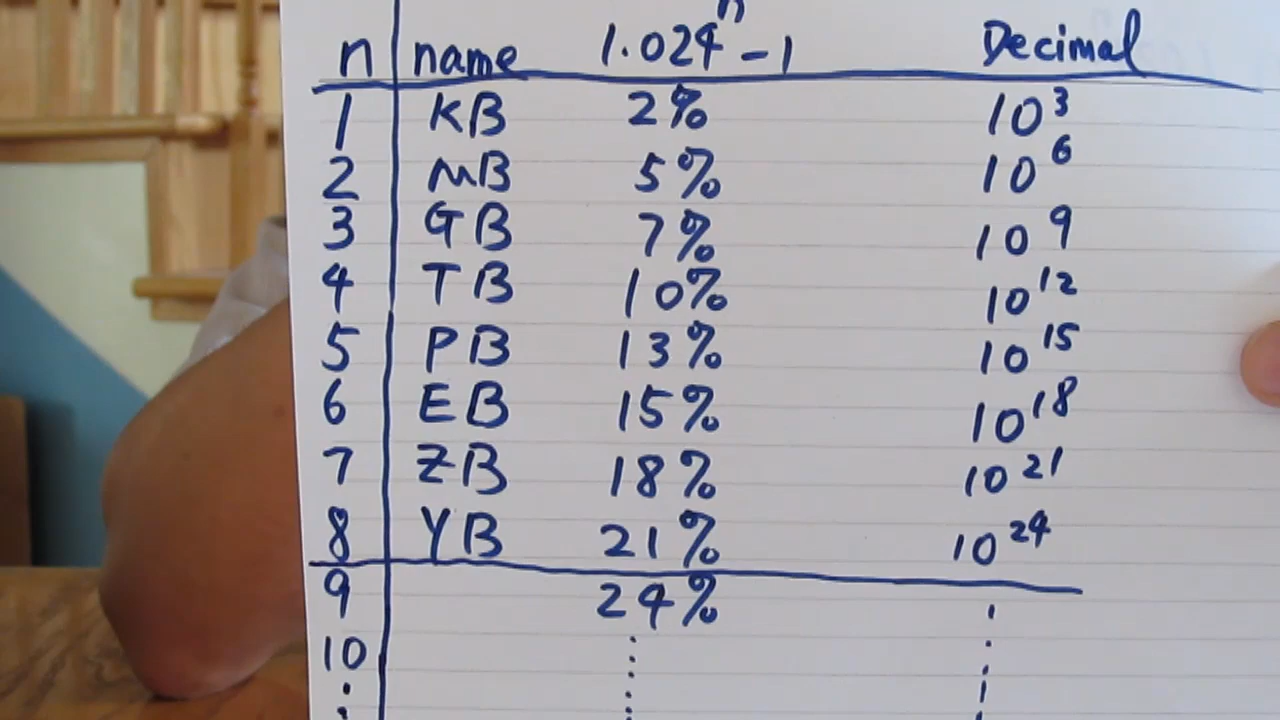 n name 1.024ⁿ - 1 Decimal
1 KB 2% 10³
2 MB 5% 10⁶
3 GB 7% 10⁹
4 TB 10% 10¹²
5 PB 13% 10¹⁵
6 EB 15% 10¹⁸
7 ZB 18% 10²¹
8 YB 21% 10²⁴
9 24%
10